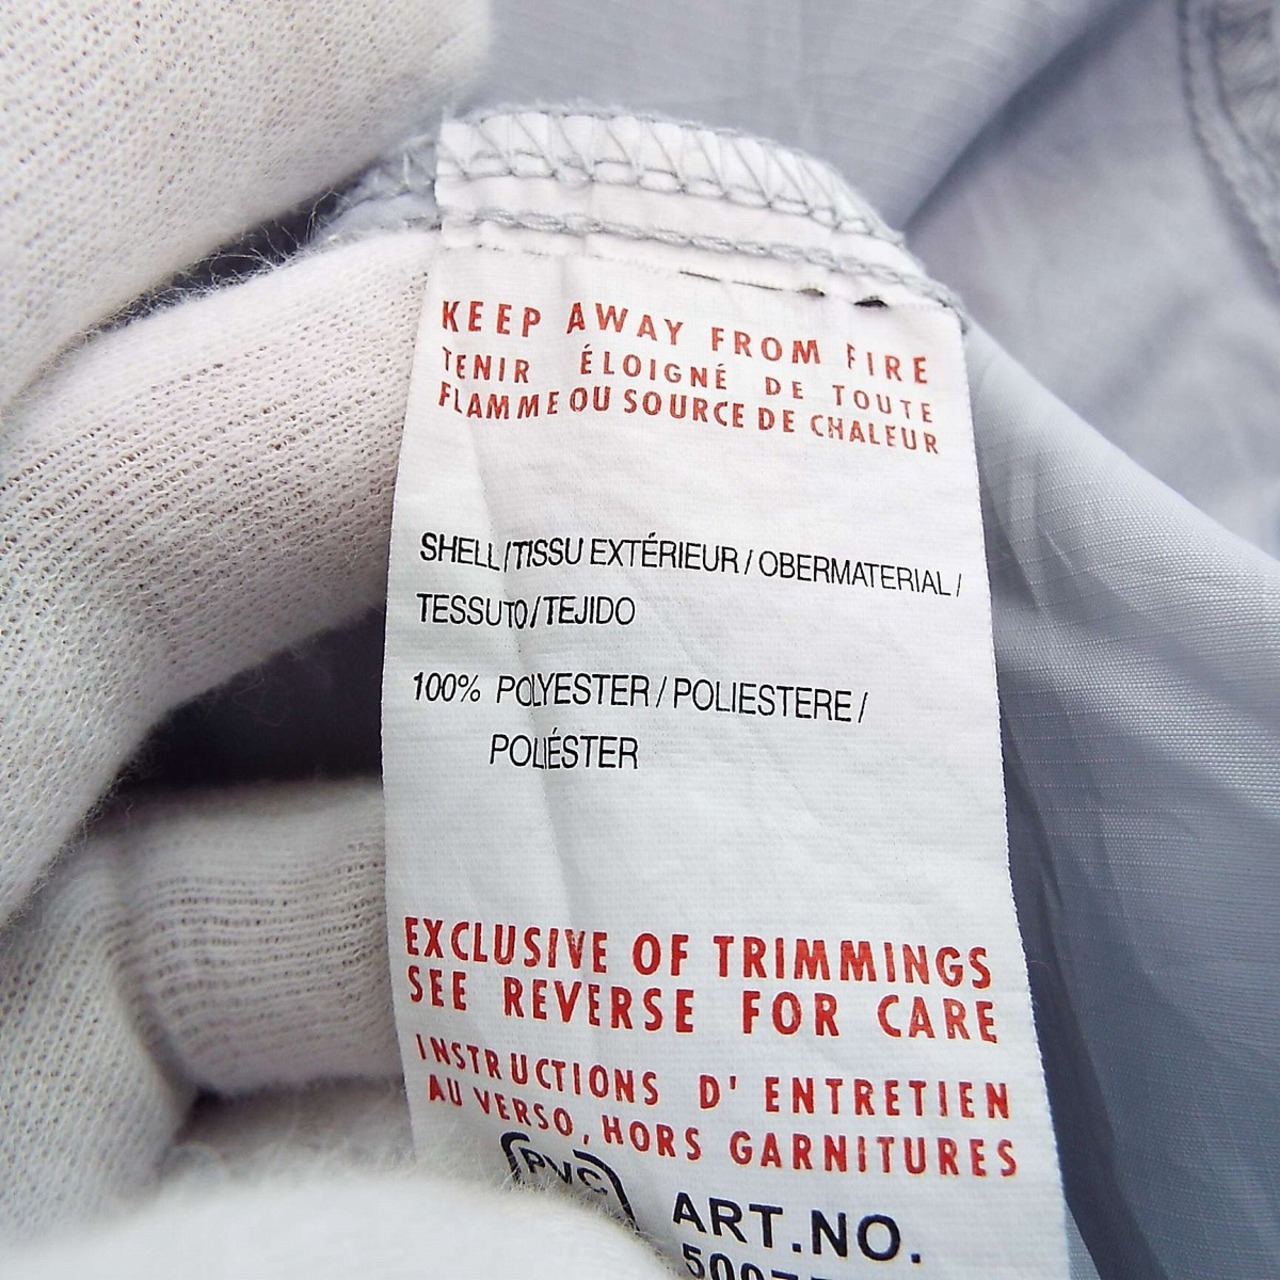 KEEP AWAY FROM FIRE
TENIR ÉLOIGNÉ DE TOUTE
FLAMME OU SOURCE DE CHALEUR
SHELL/TISSU EXTÉRIEUR/OBERMATERIAL/
TESSUTO/TEJIDO
100% POLYESTER/POLIESTERE/
POLIÉSTER
EXCLUSIVE OF TRIMMINGS
SEE REVERSE FOR CARE
INSTRUCTIONS D'ENTRETIEN
AU VERSO, HORS GARNITURES
PVC
ART.NO.